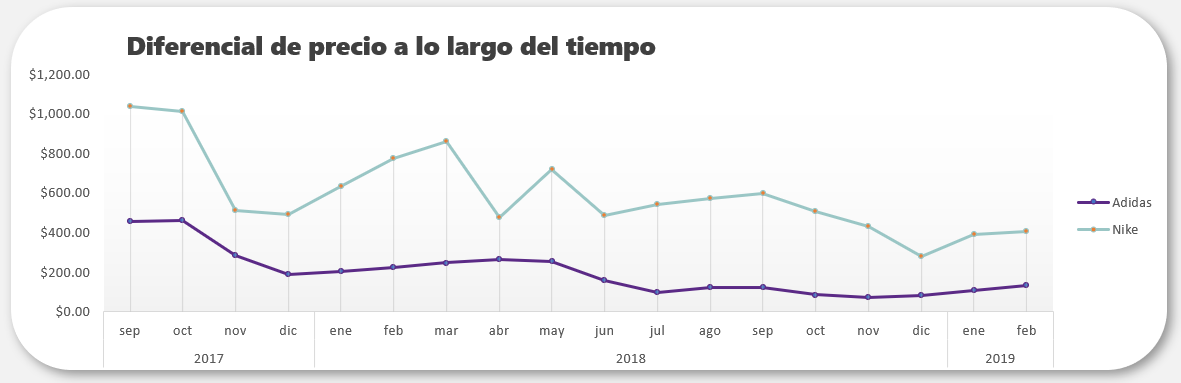 Diferencial de precio a lo largo del tiempo
$1,200.00
$1,000.00
$800.00
$600.00
$400.00
$200.00
$0.00
sep oct nov dic ene feb mar abr may jun jul ago sep oct nov dic ene feb
2017 2018 2019
Adidas
Nike